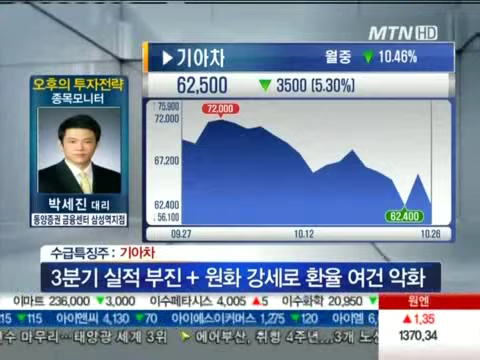 MTN HD
▶기아차
월중 ▼ 10.46%
62,500 ▼ 3500 (5.30%)
오후의 투자전략
종목모니터
박세진 대리
동양증권 금융센터 삼성역지점
↑75,900
72,000
72,000
67,200
62,400
62,400
↓56,100
09.27
10.12
10.26
수급특징주 : 기아차
3분기 실적 부진 + 원화 강세로 환율 여건 악화
이마트 236,000 ▼3,000 이수페타시스 4,005 ▲5 이수화학 20,950
15 ▼115 아이앤씨 4,130 ▼70 아이에스이커머스 1,275 ▼120 아이엠 6,
수 마무리…태양광 세계 3위 ➤ 에어부산, 취항 4주년…3개 노선
원엔
▲1,35
1370,34